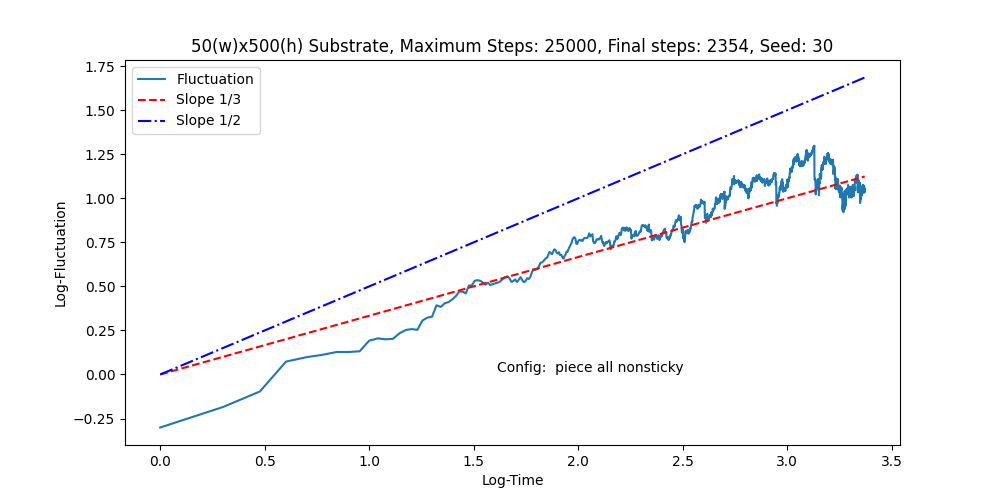 50(w)x500(h) Substrate, Maximum Steps: 25000, Final steps: 2354, Seed: 30
1.75
1.50
1.25
1.00
0.75
0.50
0.25
0.00
−0.25
Log-Fluctuation
Fluctuation
Slope 1/3
Slope 1/2
Config:  piece all nonsticky
0.0 0.5 1.0 1.5 2.0 2.5 3.0 3.5
Log-Time